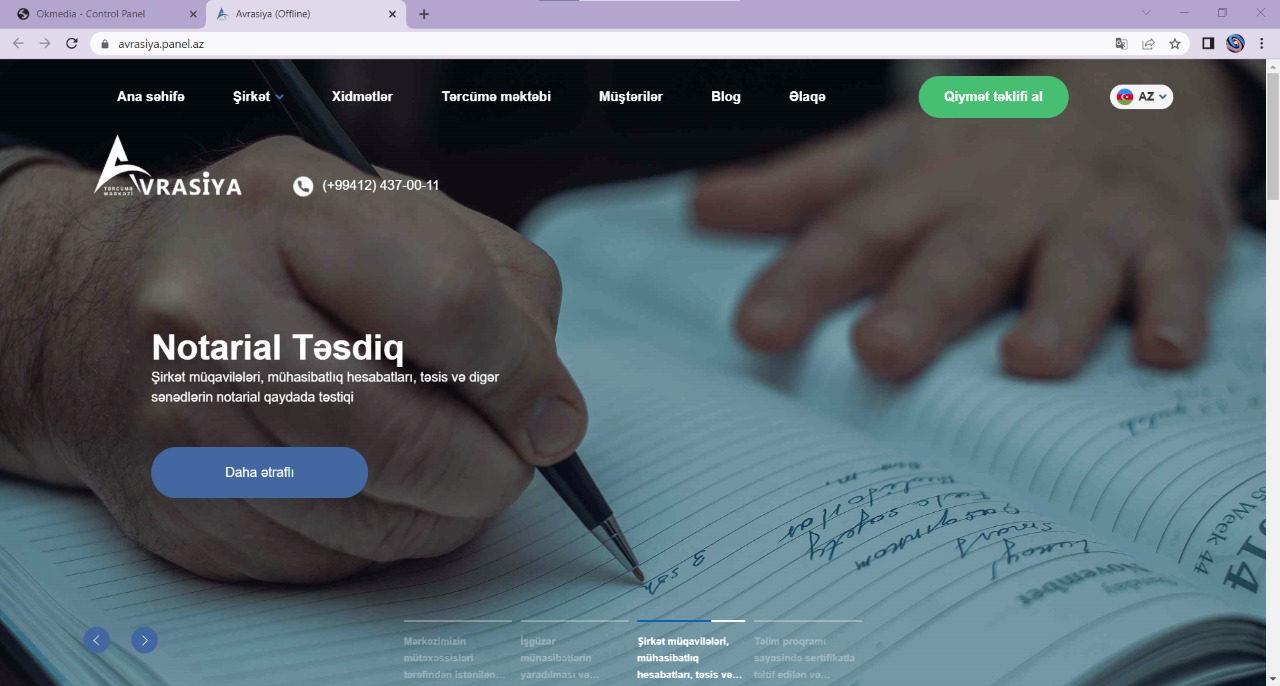 Okmedia - Control Panel
Avrasiya (Offline)
avrasiya.panel.az
Ana səhifə
Şirkət
Xidmətlər
Tərcümə məktəbi
Müştərilər
Blog
Əlaqə
Qiymət təklifi al
AZ
AVRASİYA
TƏRCÜMƏ
MƏRKƏZİ
(+99412) 437-00-11
Notarial Təsdiq
Şirkət müqavilələri, mühasibatlıq hesabatları, təsis və digər
sənədlərin notarial qaydada təstiqi
Daha ətraflı
Week 44
November
Mərkəzimizin
mütəxəssisləri
tərəfindən istənilən...
İşgüzar
münasibətlərin
yaradılması və...
Şirkət müqavilələri,
mühasibatlıq
hesabatları, təsis və...
Təlim proqramı
sayəsində sertifikatla
təltif edilən və...